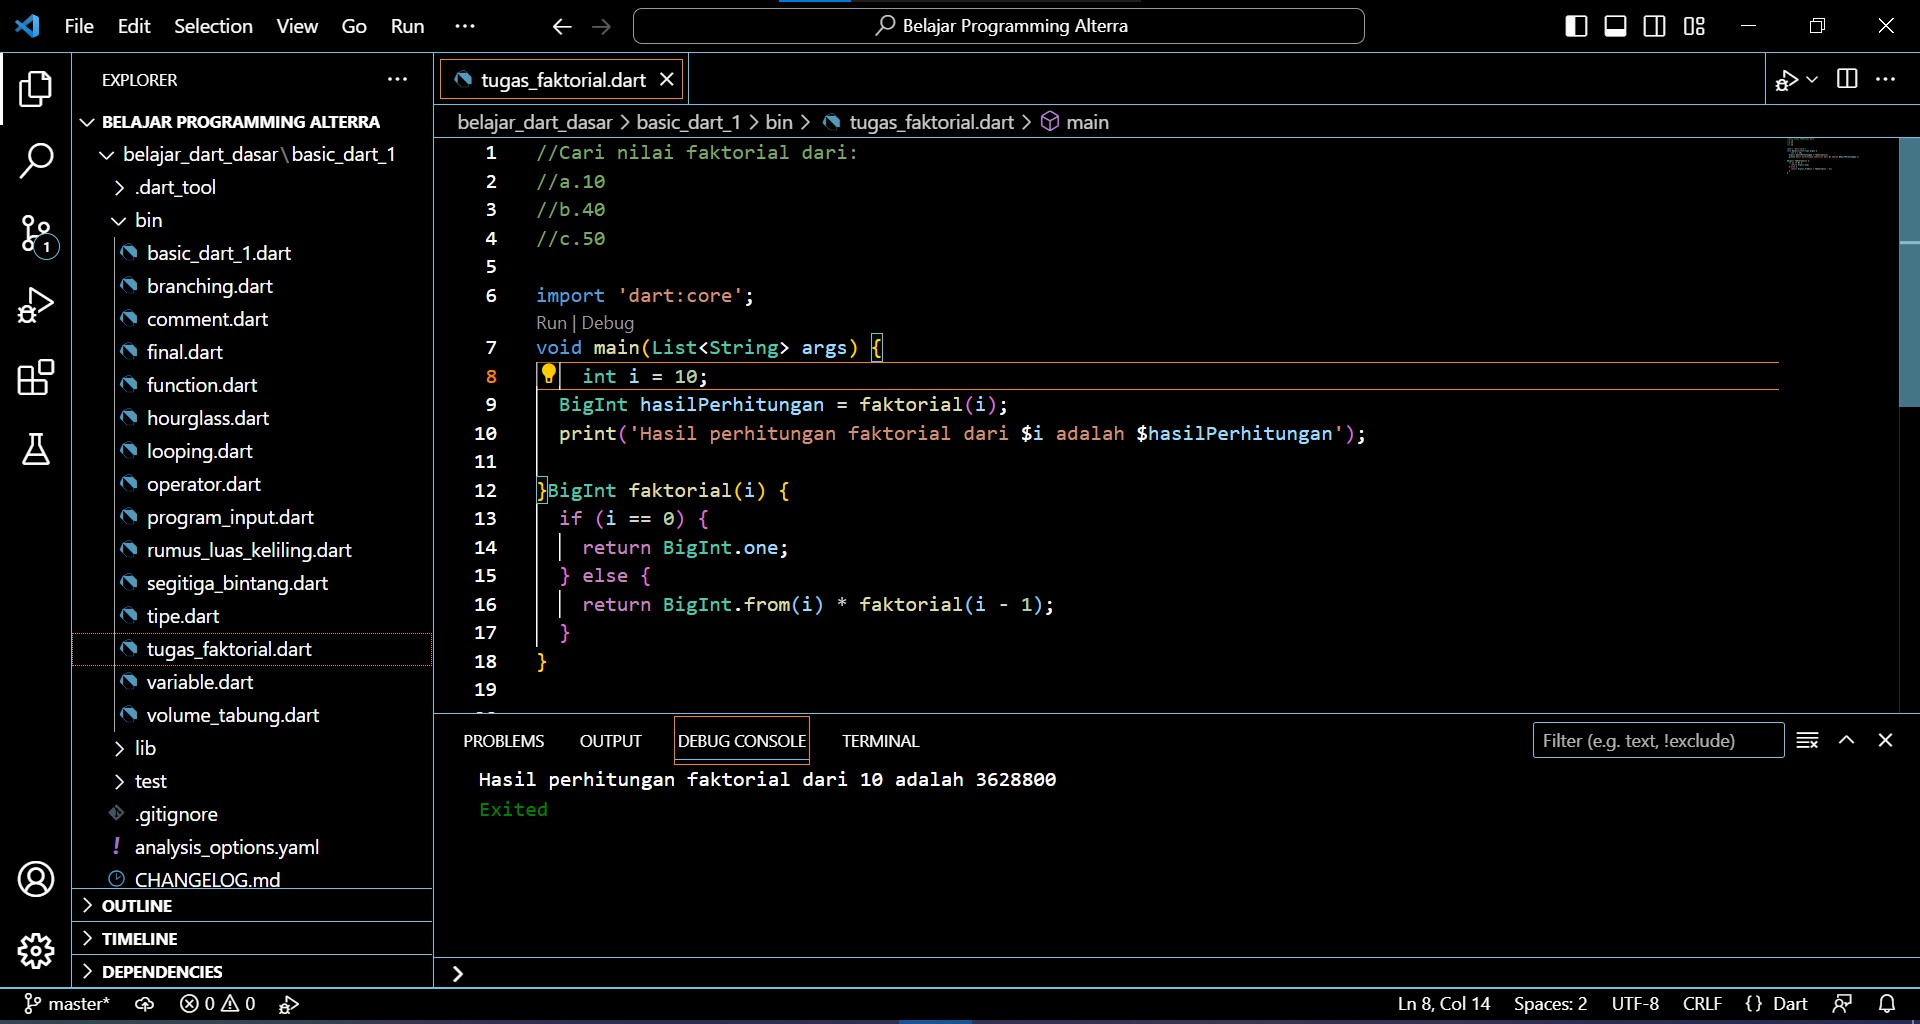 File Edit Selection View Go Run ···
Belajar Programming Alterra
EXPLORER
BELAJAR PROGRAMMING ALTERRA
belajar_dart_dasar\basic_dart_1
.dart_tool
bin
basic_dart_1.dart
branching.dart
comment.dart
final.dart
function.dart
hourglass.dart
looping.dart
operator.dart
program_input.dart
rumus_luas_keliling.dart
segitiga_bintang.dart
tipe.dart
tugas_faktorial.dart
variable.dart
volume_tabung.dart
lib
test
.gitignore
! analysis_options.yaml
CHANGELOG.md
OUTLINE
TIMELINE
DEPENDENCIES
1
tugas_faktorial.dart
belajar_dart_dasar > basic_dart_1 > bin > tugas_faktorial.dart > main
1 //Cari nilai faktorial dari:
2 //a.10
3 //b.40
4 //c.50
5
6 import 'dart:core';
Run | Debug
7 void main(List<String> args) {
8 int i = 10;
9 BigInt hasilPerhitungan = faktorial(i);
10 print('Hasil perhitungan faktorial dari $i adalah $hasilPerhitungan');
11
12 }BigInt faktorial(i) {
13 if (i == 0) {
14 return BigInt.one;
15 } else {
16 return BigInt.from(i) * faktorial(i - 1);
17 }
18 }
19
PROBLEMS OUTPUT DEBUG CONSOLE TERMINAL
Filter (e.g. text, !exclude)
Hasil perhitungan faktorial dari 10 adalah 3628800
Exited
master* 0 0
Ln 8, Col 14 Spaces: 2 UTF-8 CRLF {} Dart